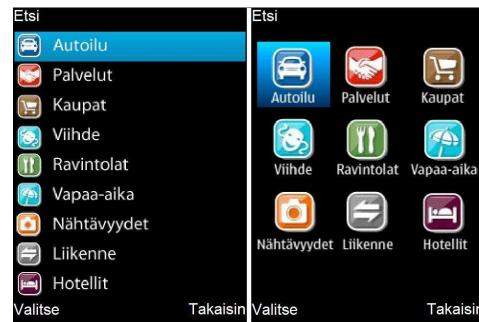 Etsi
Autoilu
Palvelut
Kaupat
Viihde
Ravintolat
Vapaa-aika
Nähtävyydet
Liikenne
Hotellit
Valitse Takaisin
Etsi
Autoilu Palvelut Kaupat
Viihde Ravintolat Vapaa-aika
Nähtävyydet Liikenne Hotellit
Valitse Takaisin